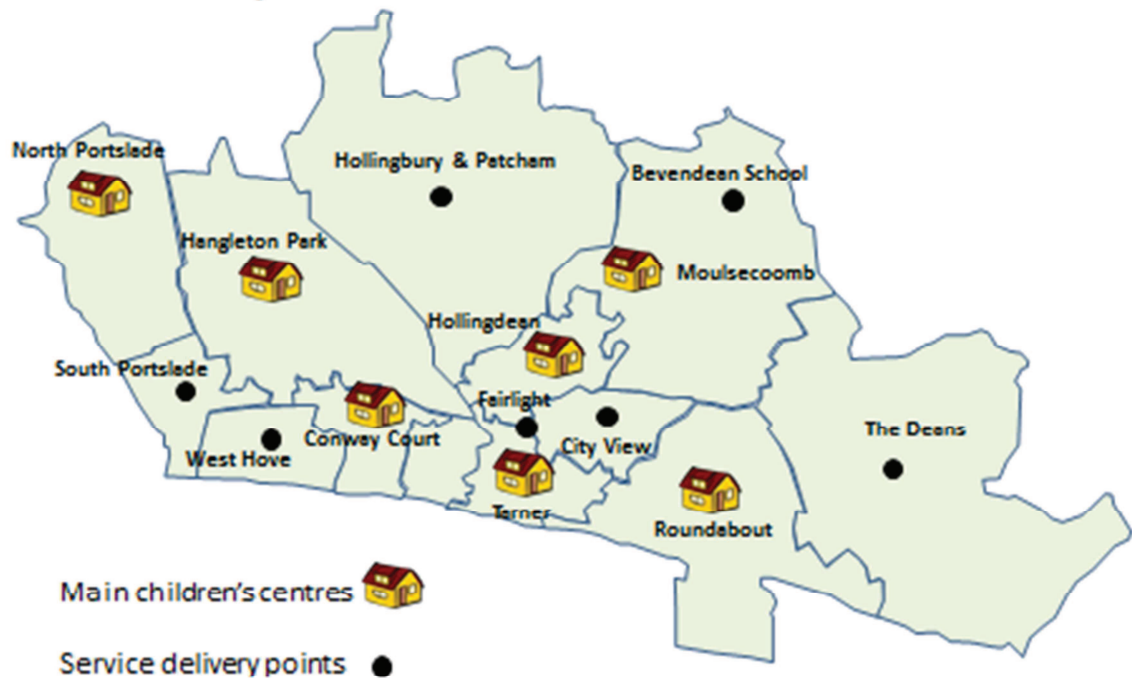 North Portslade
Hollingbury & Patcham
Bevendean School
Hangleton Park
Moulsecoomb
Hollingdean
South Portslade
Fairlight
The Deans
Conway Court
City View
West Hove
Tarner
Roundabout
Main children's centres
Service delivery points